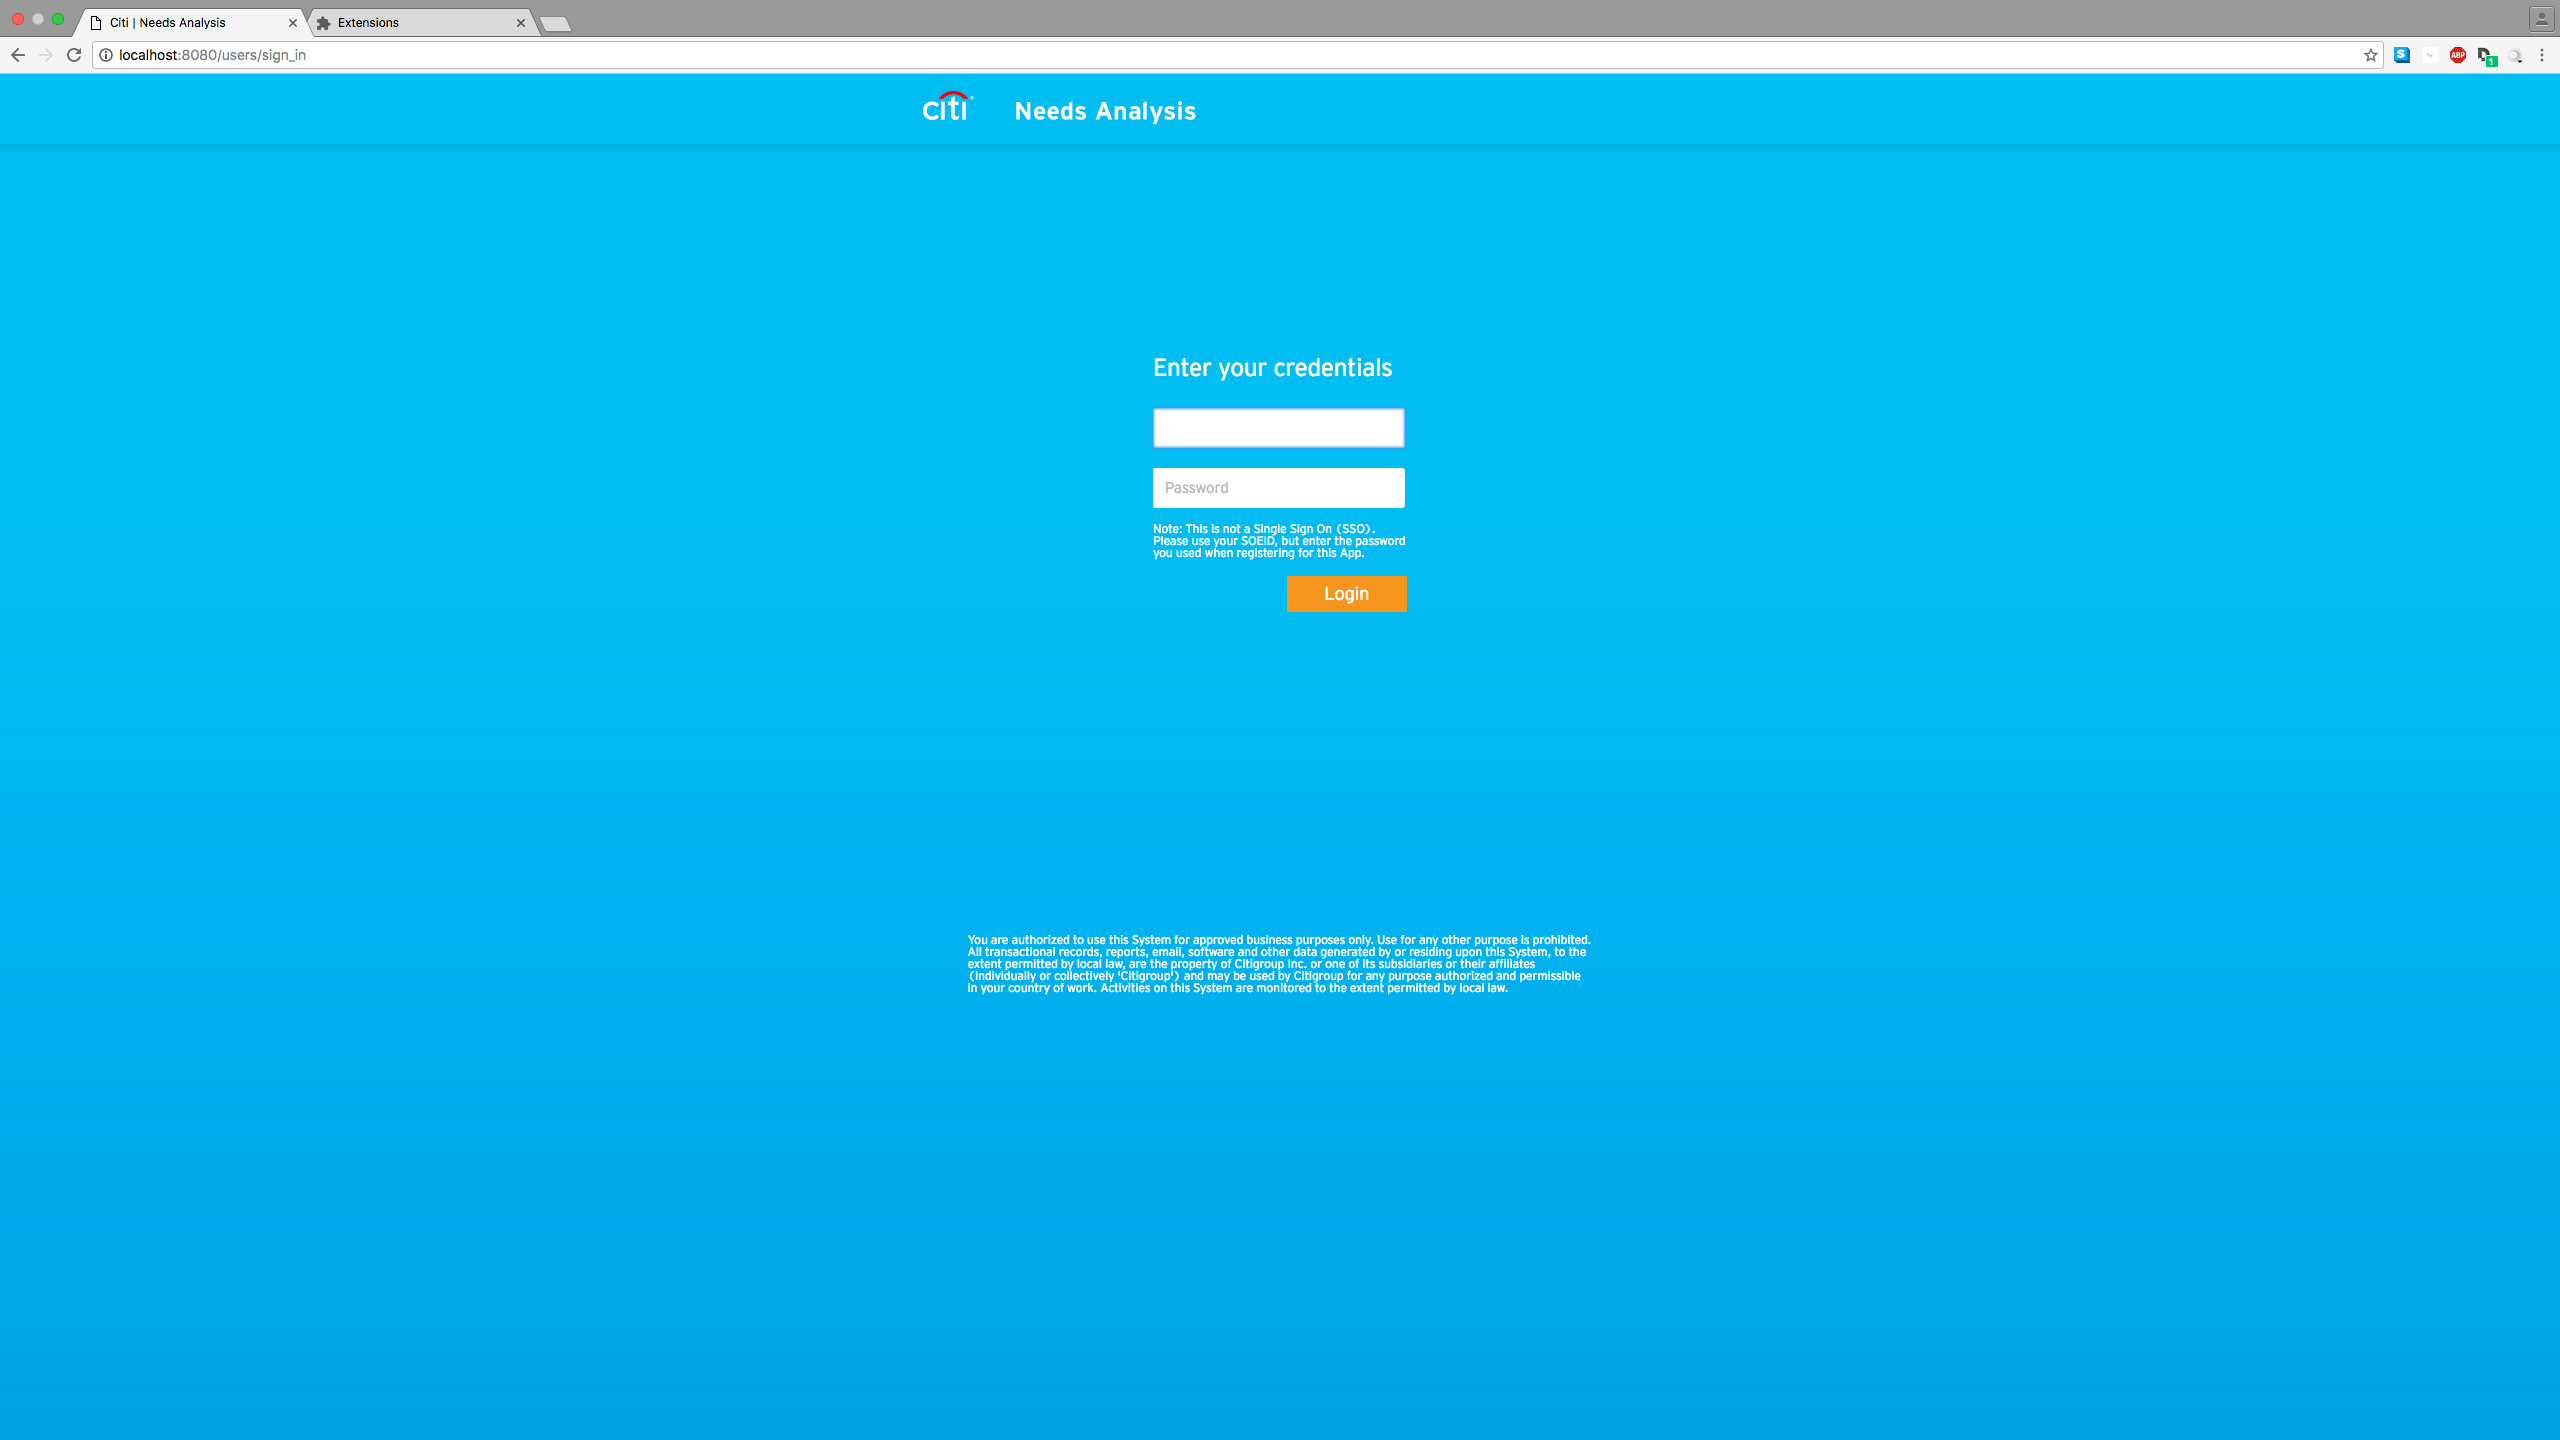 Citi | Needs Analysis
Extensions
localhost:8080/users/sign_in
S
ABP
1
citi Needs Analysis
Enter your credentials
Password
Note: This is not a Single Sign On (SSO).
Please use your SOEID, but enter the password
you used when registering for this App.
Login
You are authorized to use this System for approved business purposes only. Use for any other purpose is prohibited.
All transactional records, reports, email, software and other data generated by or residing upon this System, to the
extent permitted by local law, are the property of Citigroup Inc. or one of its subsidiaries or their affiliates
(individually or collectively 'Citigroup') and may be used by Citigroup for any purpose authorized and permissible
in your country of work. Activities on this System are monitored to the extent permitted by local law.